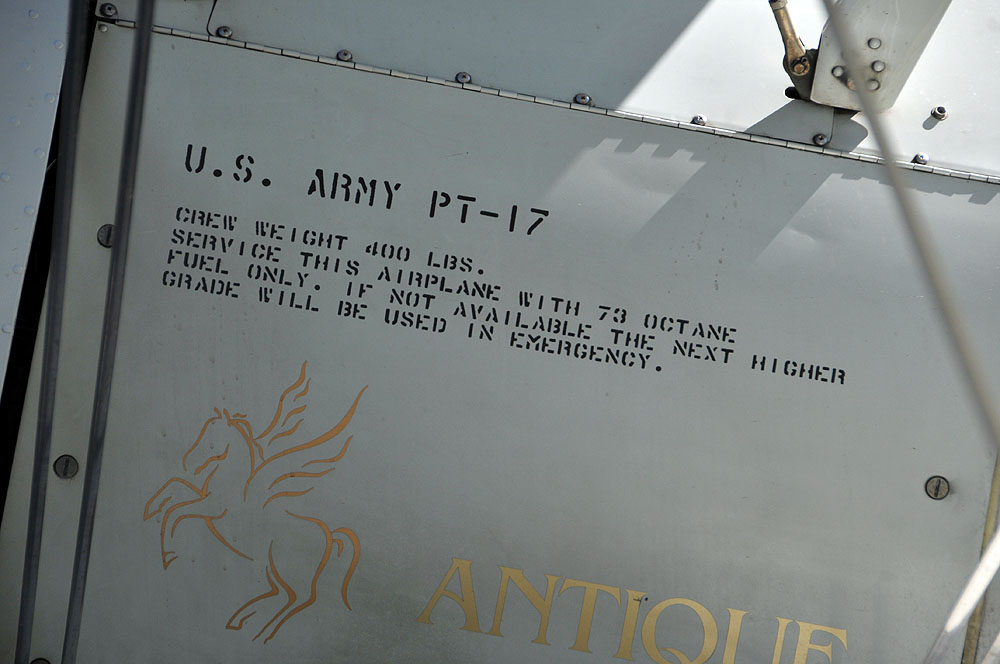 U.S. ARMY PT-17
CREW WEIGHT 400 LBS.
SERVICE THIS AIRPLANE WITH 73 OCTANE
FUEL ONLY. IF NOT AVAILABLE THE NEXT HIGHER
GRADE WILL BE USED IN EMERGENCY.
ANTIQUE